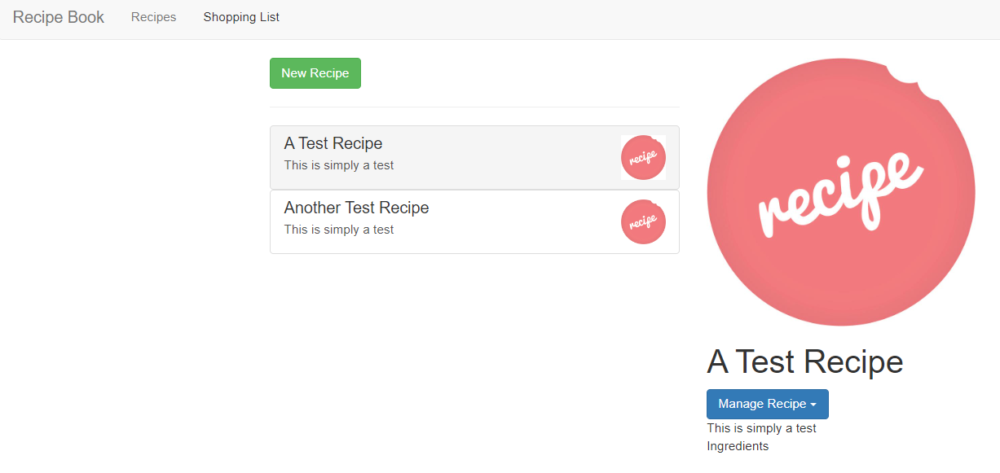 Recipe Book Recipes Shopping List
New Recipe
A Test Recipe
This is simply a test
recipe
Another Test Recipe
This is simply a test
recipe
recipe
A Test Recipe
Manage Recipe
This is simply a test
Ingredients